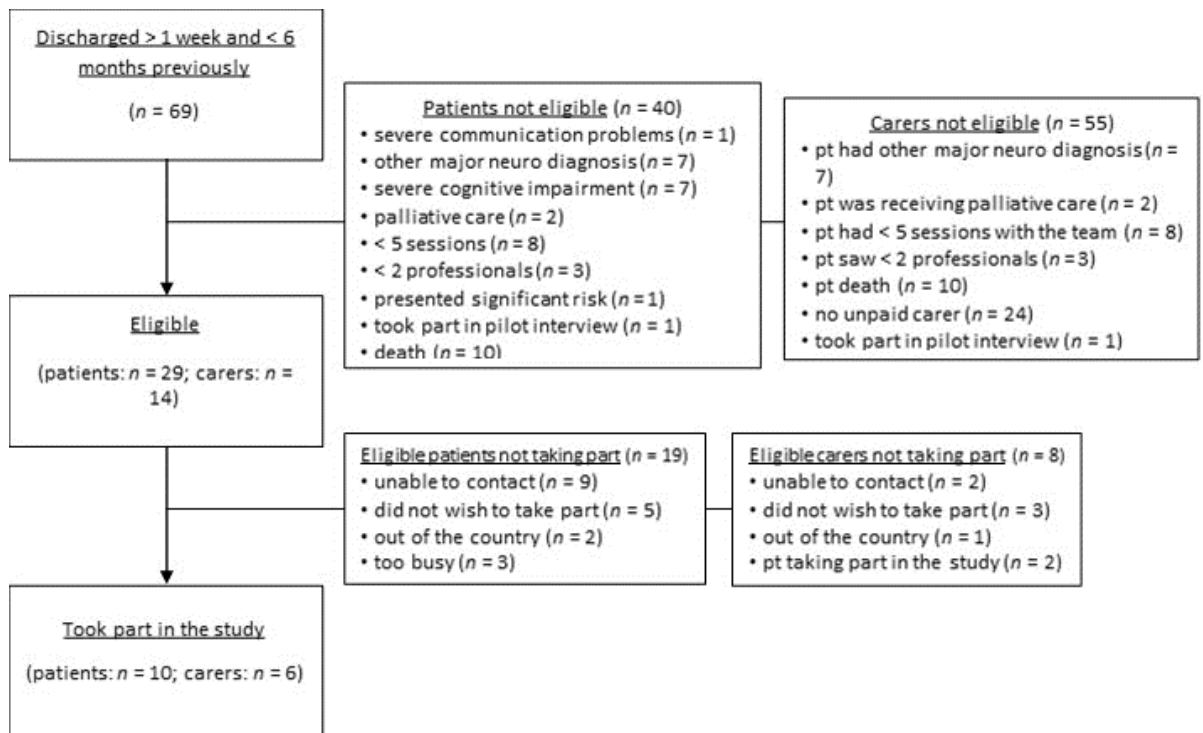 Discharged > 1 week and < 6
months previously
(n = 69)
Patients not eligible (n = 40)
• severe communication problems (n = 1)
• other major neuro diagnosis (n = 7)
• severe cognitive impairment (n = 7)
• palliative care (n = 2)
• < 5 sessions (n = 8)
• < 2 professionals (n = 3)
• presented significant risk (n = 1)
• took part in pilot interview (n = 1)
• death (n = 10)
Carers not eligible (n = 55)
• pt had other major neuro diagnosis (n =
7)
• pt was receiving palliative care (n = 2)
• pt had < 5 sessions with the team (n = 8)
• pt saw < 2 professionals (n = 3)
• pt death (n = 10)
• no unpaid carer (n = 24)
• took part in pilot interview (n = 1)
Eligible
(patients: n = 29; carers: n =
14)
Eligible patients not taking part (n = 19)
• unable to contact (n = 9)
• did not wish to take part (n = 5)
• out of the country (n = 2)
• too busy (n = 3)
Eligible carers not taking part (n = 8)
• unable to contact (n = 2)
• did not wish to take part (n = 3)
• out of the country (n = 1)
• pt taking part in the study (n = 2)
Took part in the study
(patients: n = 10; carers: n = 6)